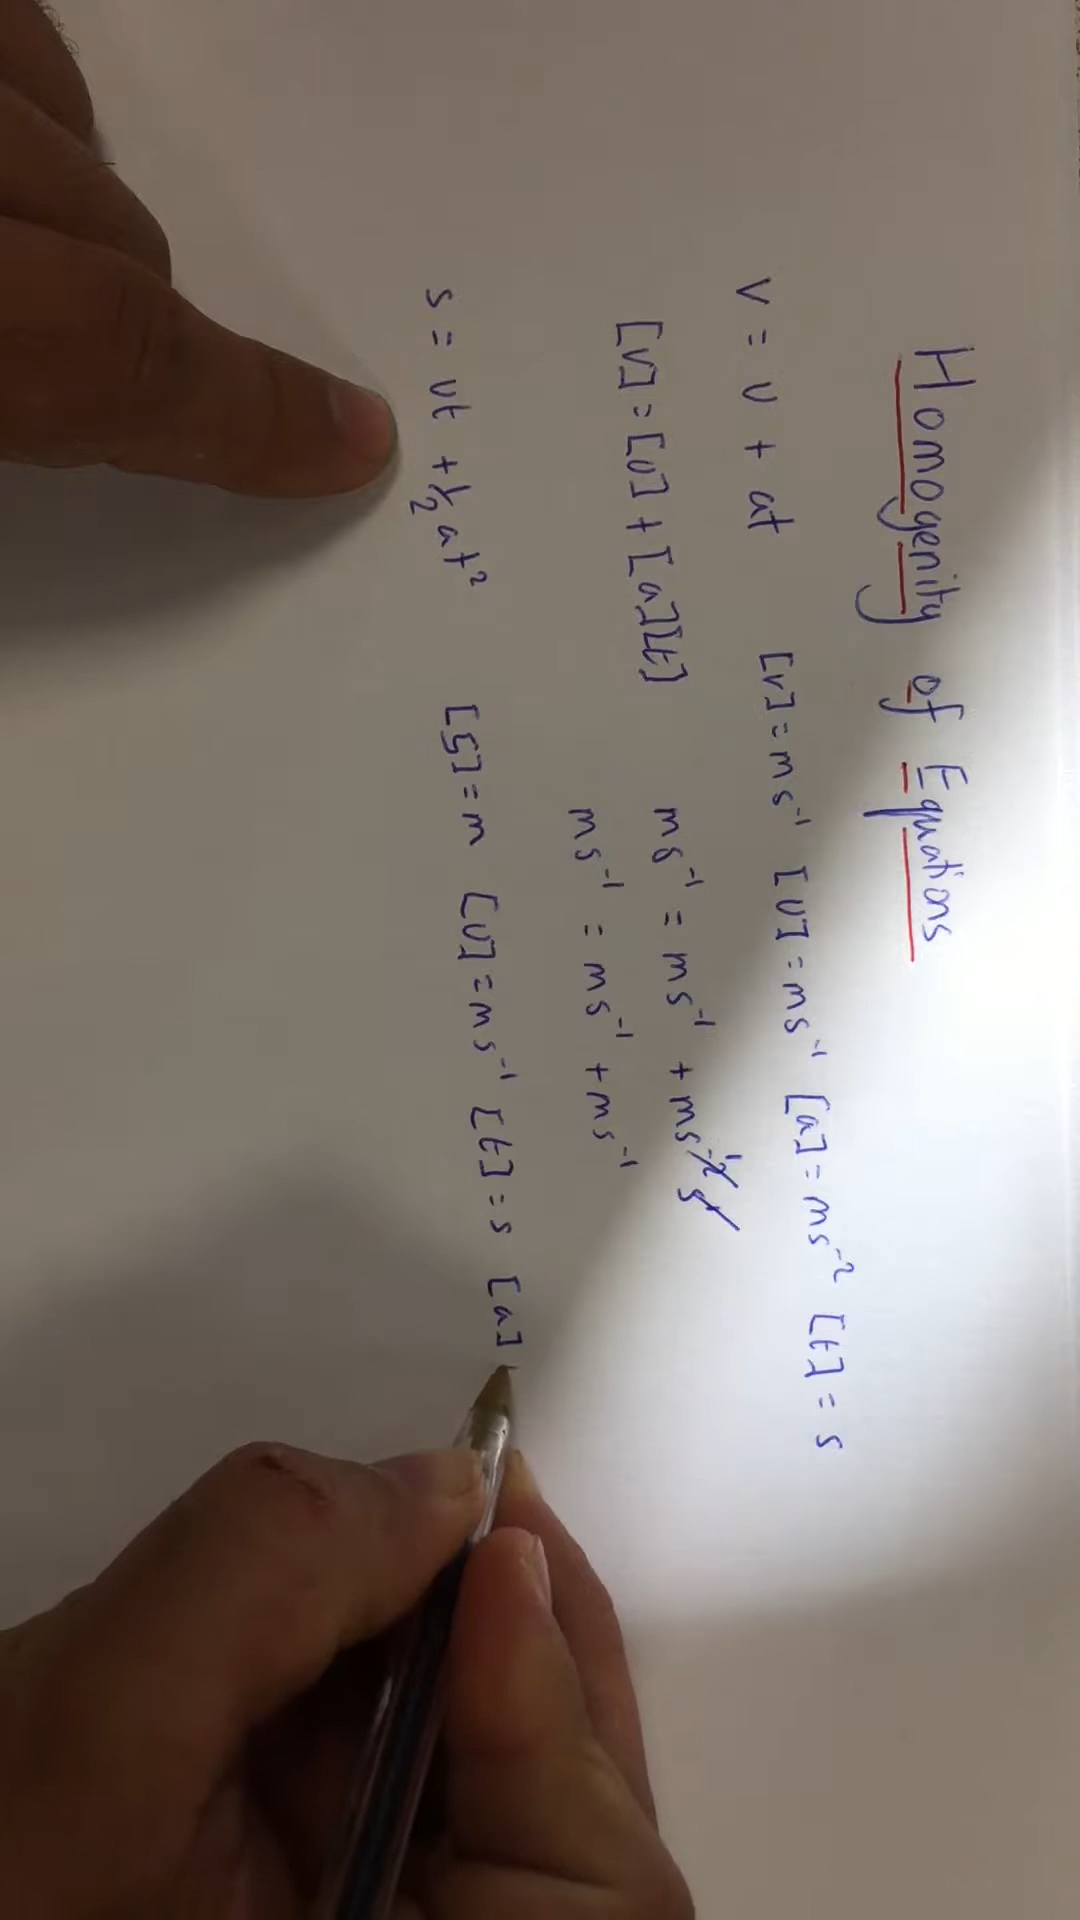 Homogenity of Equations
v = u + at [v] = ms⁻¹ [u] = ms⁻¹ [a] = ms⁻² [t] = s
[v] = [u] + [a][t] ms⁻¹ = ms⁻¹ + ms⁻²¹ s
ms⁻¹ = ms⁻¹ + ms⁻¹
s = ut + ½at² [s] = m [u] = ms⁻¹ [t] = s [a]